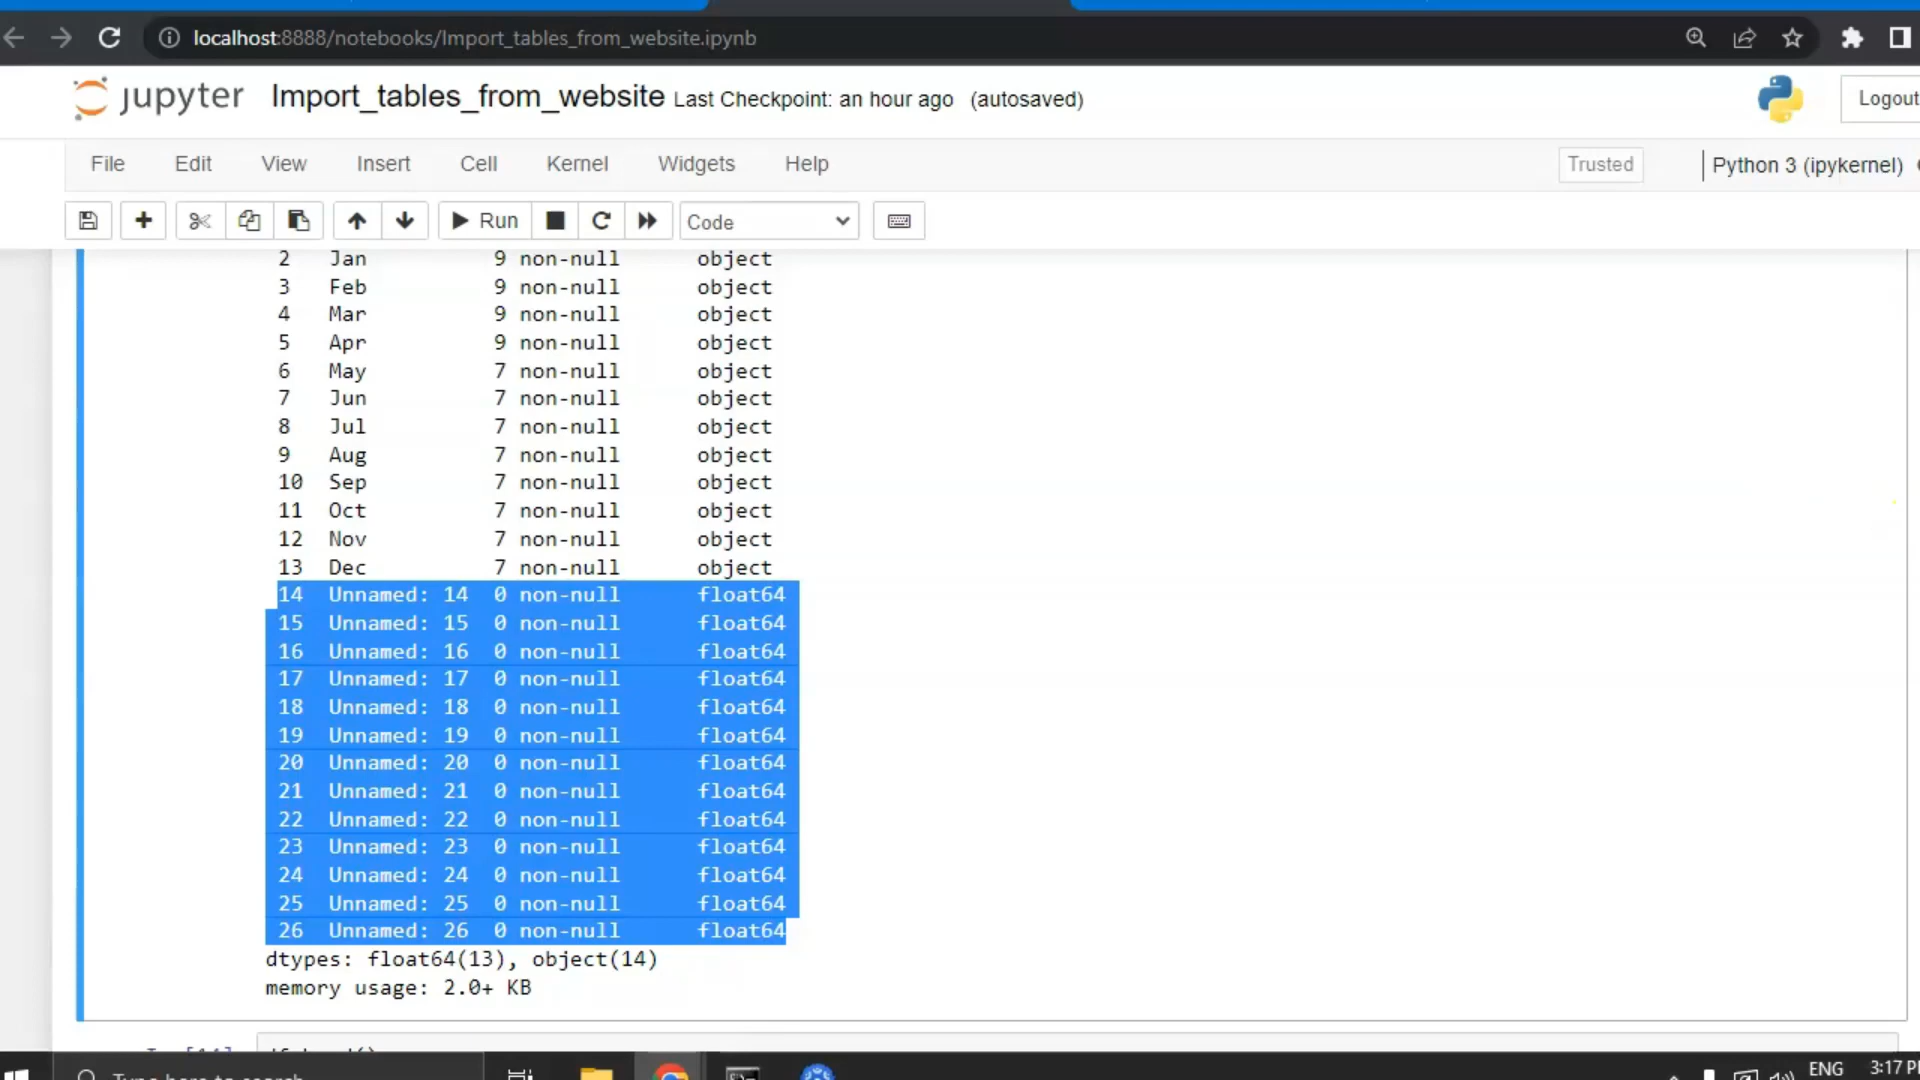 localhost:8888/notebooks/Import_tables_from_website.ipynb
jupyter Import_tables_from_website Last Checkpoint: an hour ago (autosaved)
Logout
File Edit View Insert Cell Kernel Widgets Help Trusted Python 3 (ipykernel)
Run Code
2 Jan 9 non-null object
3 Feb 9 non-null object
4 Mar 9 non-null object
5 Apr 9 non-null object
6 May 7 non-null object
7 Jun 7 non-null object
8 Jul 7 non-null object
9 Aug 7 non-null object
10 Sep 7 non-null object
11 Oct 7 non-null object
12 Nov 7 non-null object
13 Dec 7 non-null object
14 Unnamed: 14 0 non-null float64
15 Unnamed: 15 0 non-null float64
16 Unnamed: 16 0 non-null float64
17 Unnamed: 17 0 non-null float64
18 Unnamed: 18 0 non-null float64
19 Unnamed: 19 0 non-null float64
20 Unnamed: 20 0 non-null float64
21 Unnamed: 21 0 non-null float64
22 Unnamed: 22 0 non-null float64
23 Unnamed: 23 0 non-null float64
24 Unnamed: 24 0 non-null float64
25 Unnamed: 25 0 non-null float64
26 Unnamed: 26 0 non-null float64
dtypes: float64(13), object(14)
memory usage: 2.0+ KB
Type here to search
ENG 3:17 P